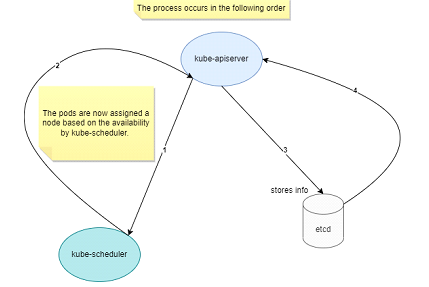 The process occurs in the following order
kube-apiserver
2
4
The pods are now assigned a
node based on the availability
by kube-scheduler.
1
3
stores info
etcd
kube-scheduler